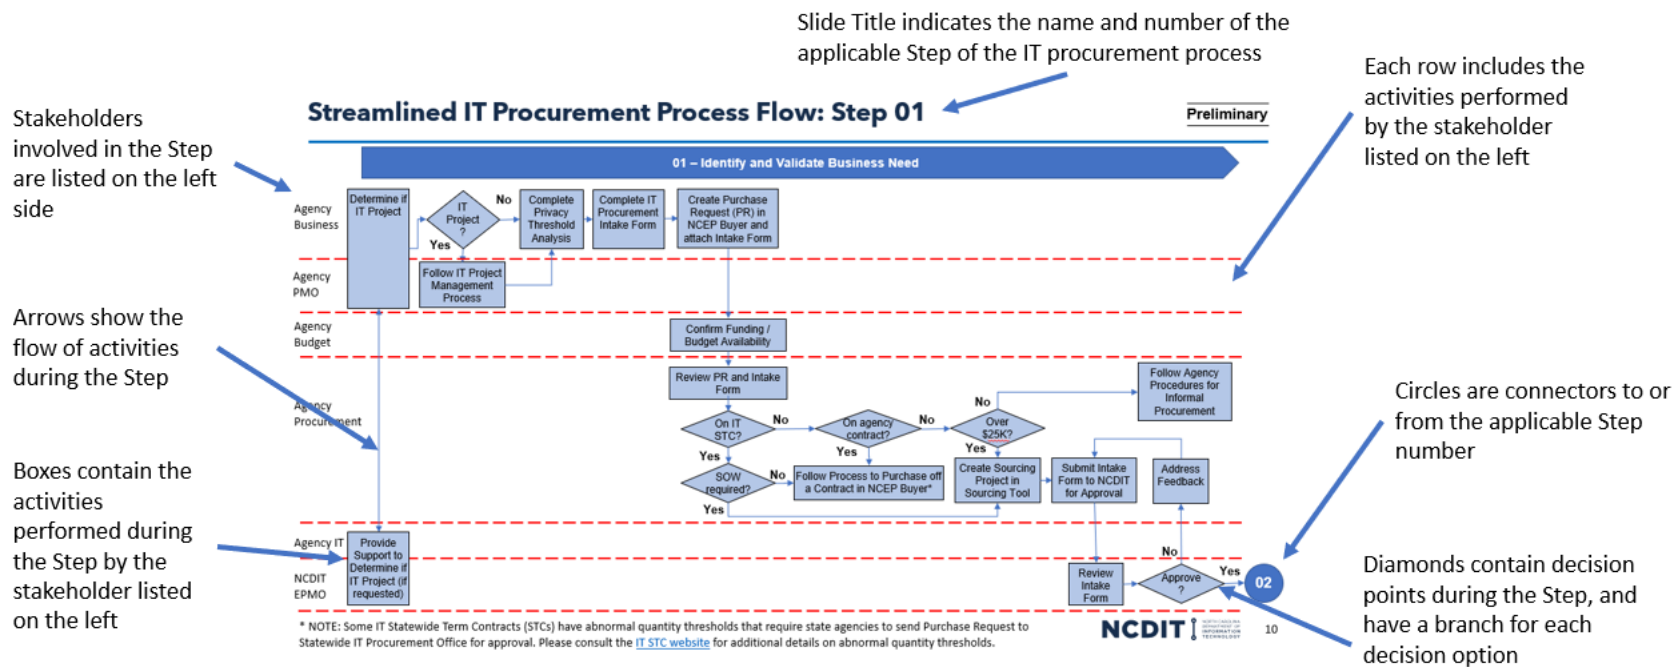 Slide Title indicates the name and number of the
applicable Step of the IT procurement process
Each row includes the
activities performed
by the stakeholder
listed on the left
Stakeholders
involved in the Step
are listed on the left
side
Streamlined IT Procurement Process Flow: Step 01
Preliminary
01 – Identify and Validate Business Need
Agency
Business
Determine if
IT Project
IT
Project
?
No
Yes
Complete
Privacy
Threshold
Analysis
Complete IT
Procurement
Intake Form
Create Purchase
Request (PR) in
NCEP Buyer and
attach Intake Form
Agency
PMO
Follow IT Project
Management
Process
Arrows show the
flow of activities
during the Step
Agency
Budget
Confirm Funding /
Budget Availability
Agency
Procurement
Review PR and Intake
Form
On IT
STC?
No
Yes
On agency
contract?
No
Yes
Over
$25K?
No
Yes
Follow Agency
Procedures for
Informal
Procurement
SOW
required?
No
Yes
Follow Process to Purchase off
a Contract in NCEP Buyer*
Create Sourcing
Project in
Sourcing Tool
Submit Intake
Form to NCDIT
for Approval
Address
Feedback
Circles are connectors to or
from the applicable Step
number
Boxes contain the
activities
performed during
the Step by the
stakeholder listed
on the left
Agency IT
NCDIT
EPMO
Provide
Support to
Determine if
IT Project (if
requested)
Review
Intake
Form
Approve
?
No
Yes
02
Diamonds contain decision
points during the Step, and
have a branch for each
decision option
* NOTE: Some IT Statewide Term Contracts (STCs) have abnormal quantity thresholds that require state agencies to send Purchase Request to
Statewide IT Procurement Office for approval. Please consult the IT STC website for additional details on abnormal quantity thresholds.
NCDIT
NORTH CAROLINA
DEPARTMENT OF
INFORMATION
TECHNOLOGY
10